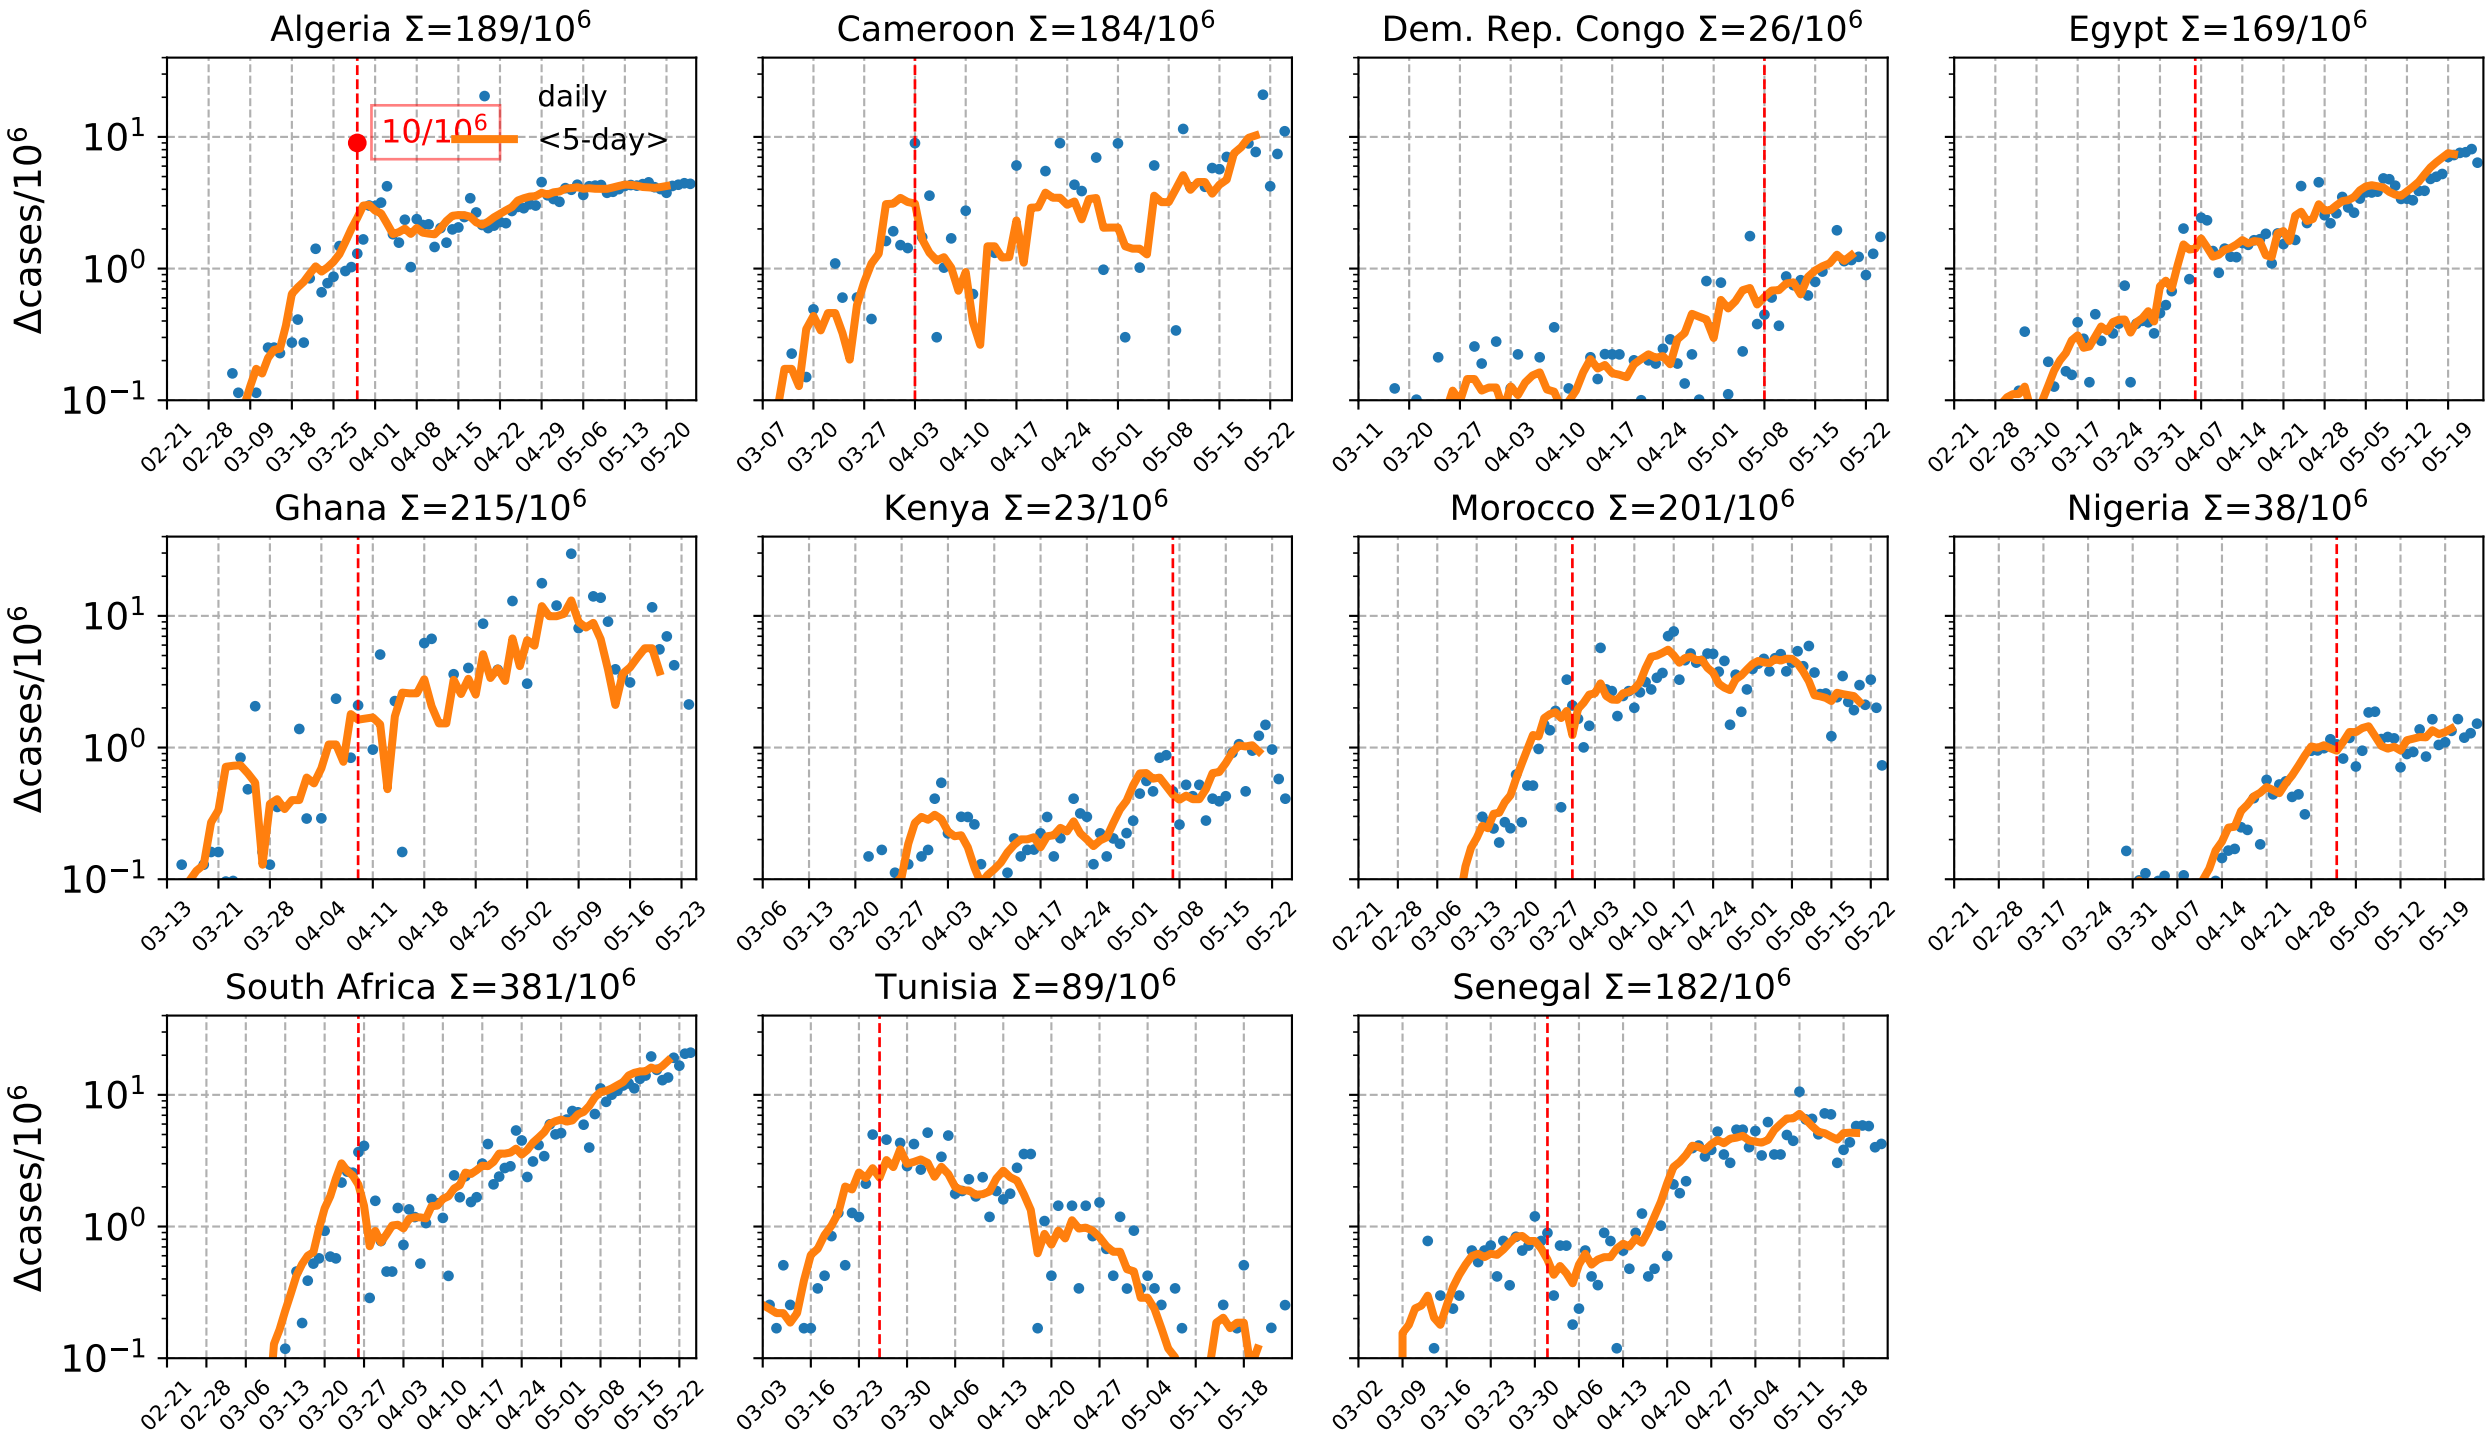 Algeria Σ=189/10⁶
Cameroon Σ=184/10⁶
Dem. Rep. Congo Σ=26/10⁶
Egypt Σ=169/10⁶
Δcases/10⁶
10¹
10⁰
10⁻¹
daily
<5-day>
10/10⁶
02-21 02-28 03-09 03-18 03-25 04-01 04-08 04-15 04-22 04-29 05-06 05-13 05-20
03-07 03-20 03-27 04-03 04-10 04-17 04-24 05-01 05-08 05-15 05-22
03-11 03-20 03-27 04-03 04-10 04-17 04-24 05-01 05-08 05-15 05-22
02-21 02-28 03-10 03-17 03-24 03-31 04-07 04-14 04-21 04-28 05-05 05-12 05-19
Ghana Σ=215/10⁶
Kenya Σ=23/10⁶
Morocco Σ=201/10⁶
Nigeria Σ=38/10⁶
Δcases/10⁶
10¹
10⁰
10⁻¹
03-13 03-21 03-28 04-04 04-11 04-18 04-25 05-02 05-09 05-16 05-23
03-06 03-13 03-20 03-27 04-03 04-10 04-17 04-24 05-01 05-08 05-15 05-22
02-21 02-28 03-06 03-13 03-20 03-27 04-03 04-10 04-17 04-24 05-01 05-08 05-15 05-22
02-21 02-28 03-17 03-24 03-31 04-07 04-14 04-21 04-28 05-05 05-12 05-19
South Africa Σ=381/10⁶
Tunisia Σ=89/10⁶
Senegal Σ=182/10⁶
Δcases/10⁶
10¹
10⁰
10⁻¹
02-21 02-28 03-06 03-13 03-20 03-27 04-03 04-10 04-17 04-24 05-01 05-08 05-15 05-22
03-03 03-16 03-23 03-30 04-06 04-13 04-20 04-27 05-04 05-11 05-18
03-02 03-09 03-16 03-23 03-30 04-06 04-13 04-20 04-27 05-04 05-11 05-18